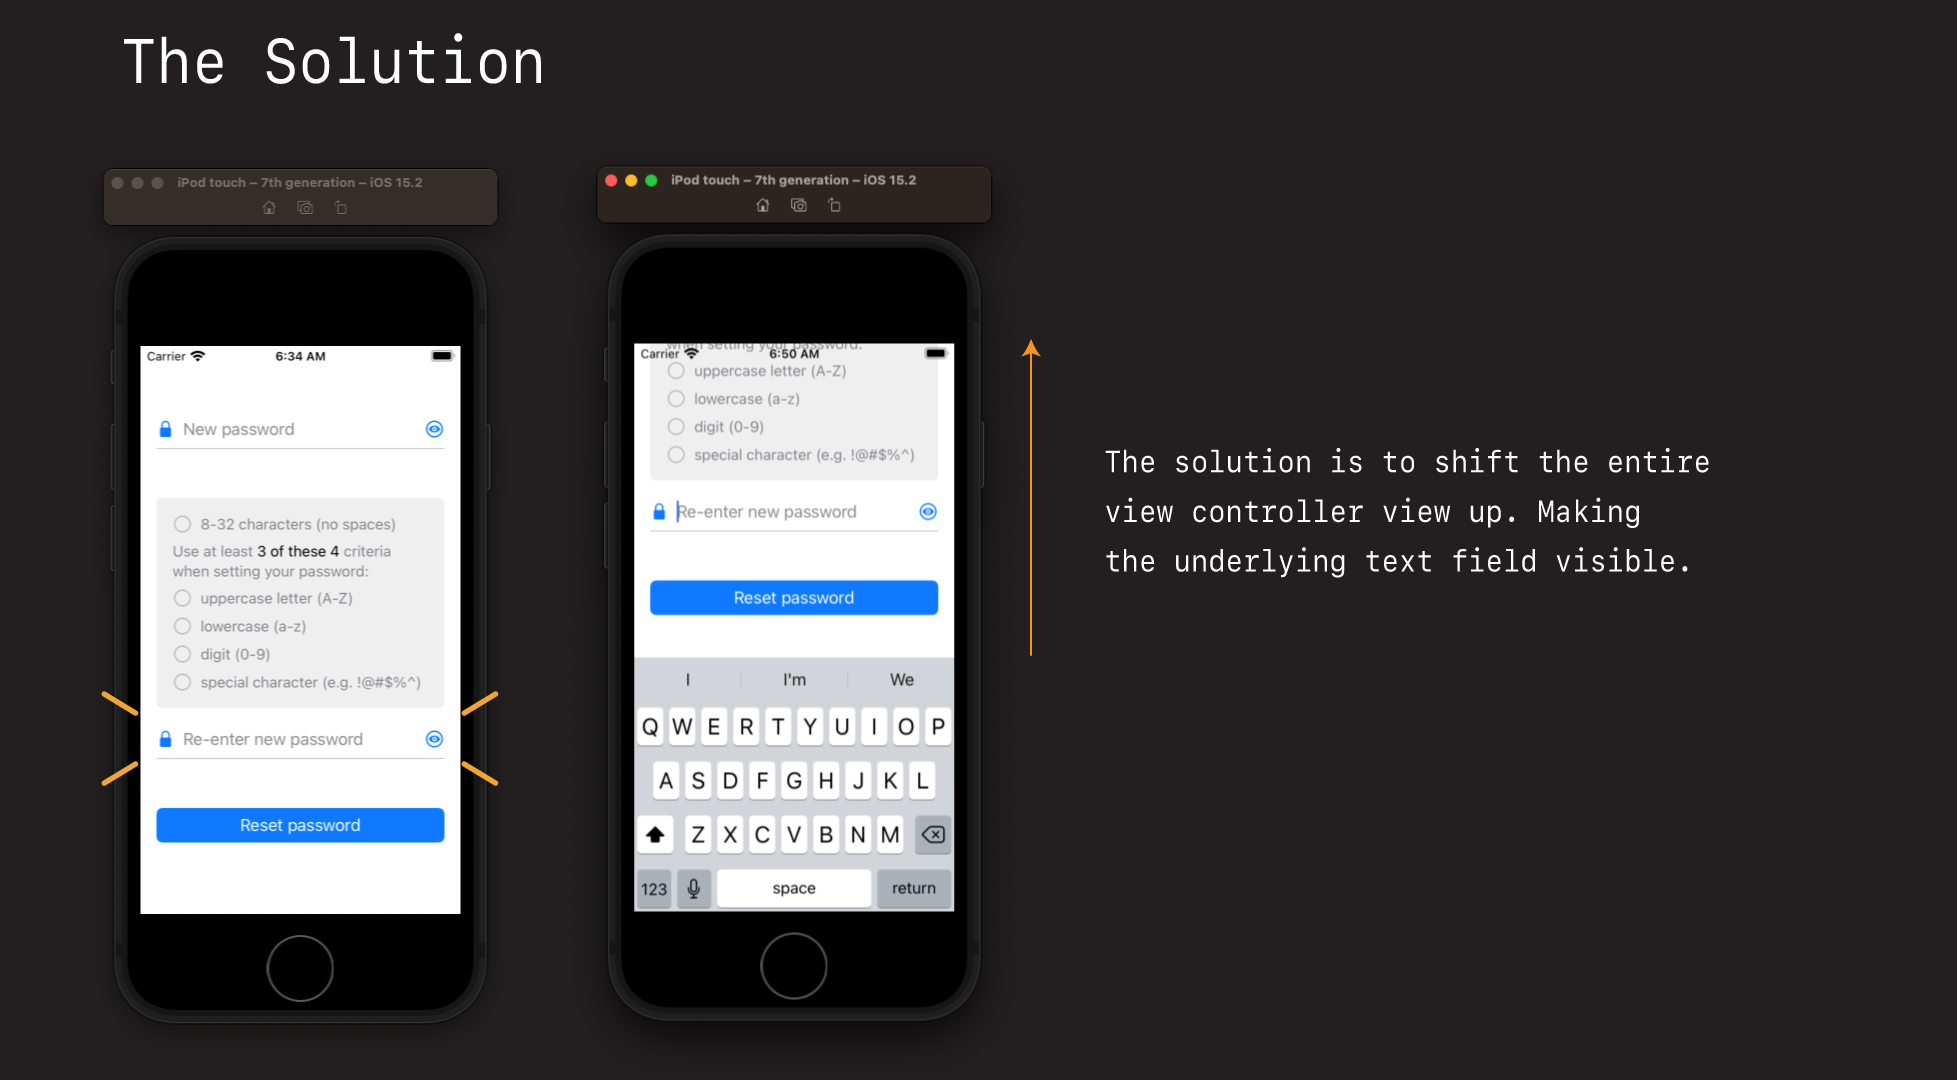 The Solution
iPod touch – 7th generation – iOS 15.2
Carrier 6:34 AM
New password
8-32 characters (no spaces)
Use at least 3 of these 4 criteria
when setting your password:
uppercase letter (A-Z)
lowercase (a-z)
digit (0-9)
special character (e.g. !@#$%^)
Re-enter new password
Reset password
iPod touch – 7th generation – iOS 15.2
when setting your password:
Carrier 6:50 AM
uppercase letter (A-Z)
lowercase (a-z)
digit (0-9)
special character (e.g. !@#$%^)
Re-enter new password
Reset password
I I'm We
Q W E R T Y U I O P
A S D F G H J K L
Z X C V B N M
123 space return
The solution is to shift the entire
view controller view up. Making
the underlying text field visible.